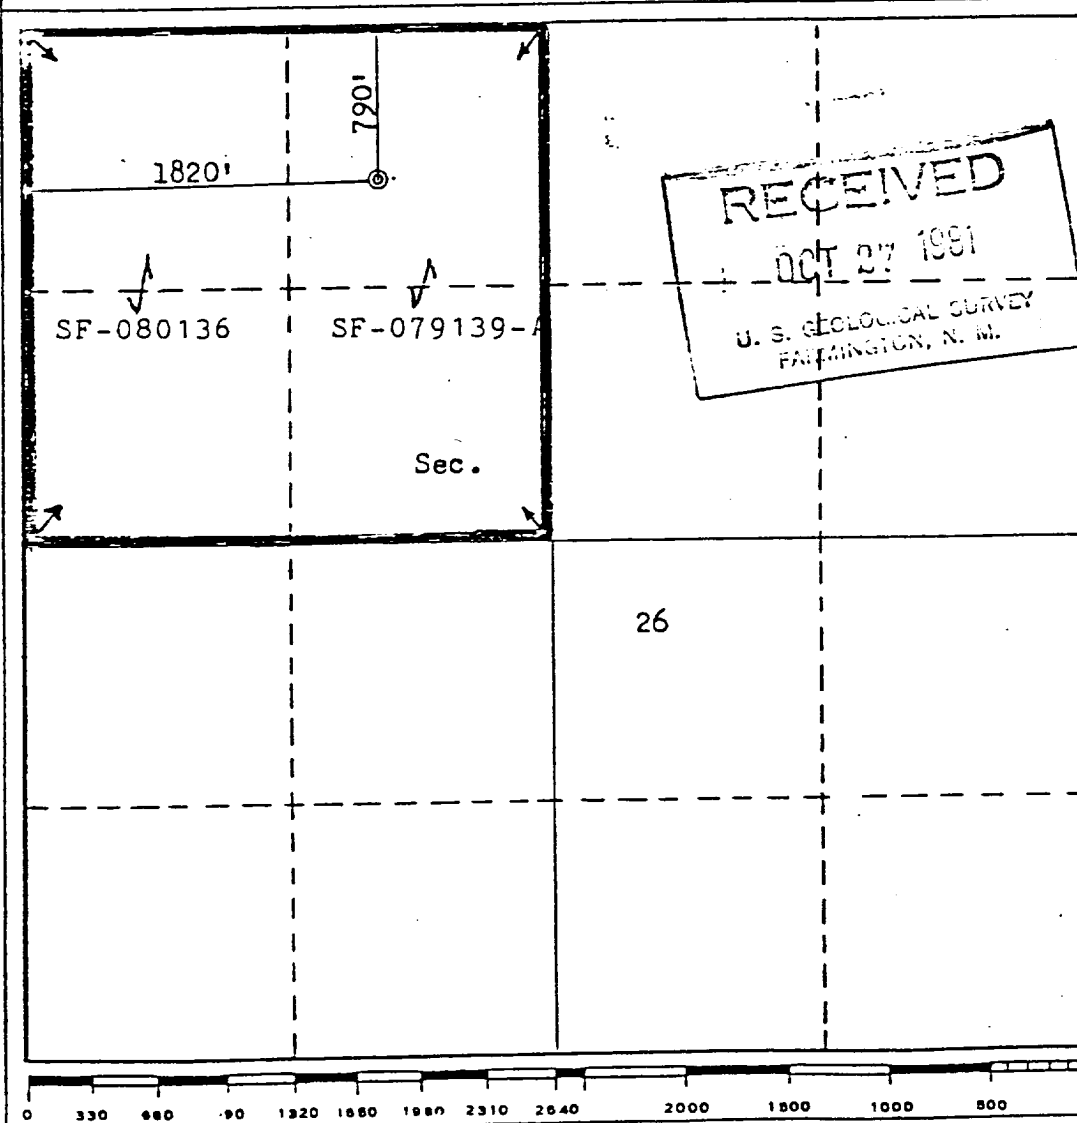 790'
1820'
RECEIVED
OCT 27 1981
U. S. GEOLOGICAL SURVEY
FARMINGTON, N. M.
SF-080136
SF-079139-A
Sec.
26
0 330 660 90 1320 1650 1980 2310 2640 2000 1500 1000 500